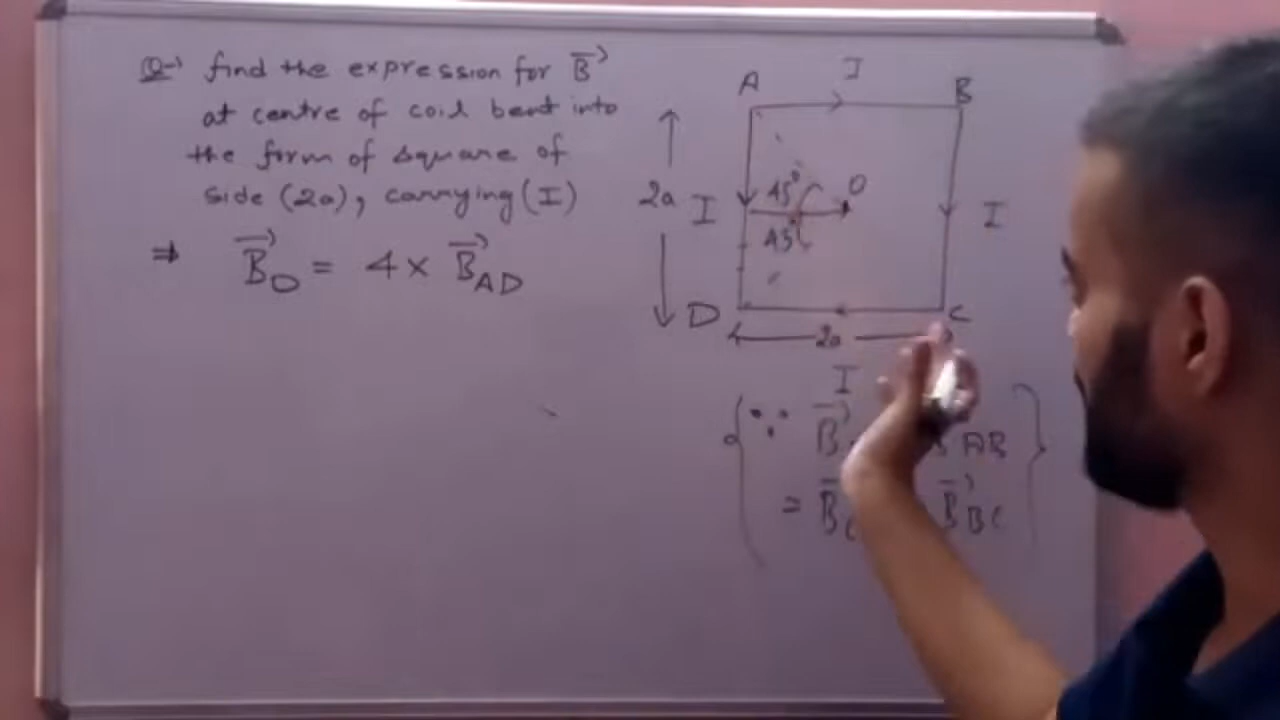 Q→ find the expression for B→
at centre of coil bent into
the form of square of
side (2a), carrying (I)
⇒ B→O = 4 × B→AD
I
A B
2a I 45° O I
45°
D C
2a
I
{∵ B→ AB}
= B B→BC